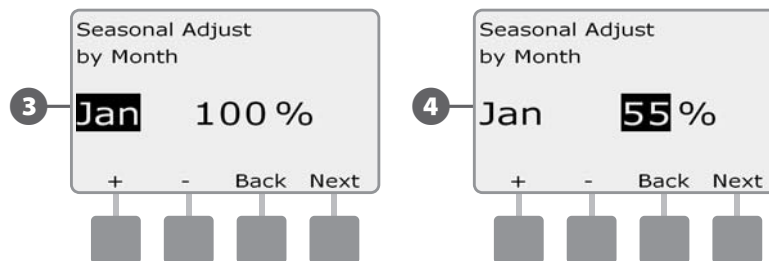 Seasonal Adjust
by Month
3
Jan 100 %
+ - Back Next
Seasonal Adjust
by Month
4
Jan 55 %
+ - Back Next